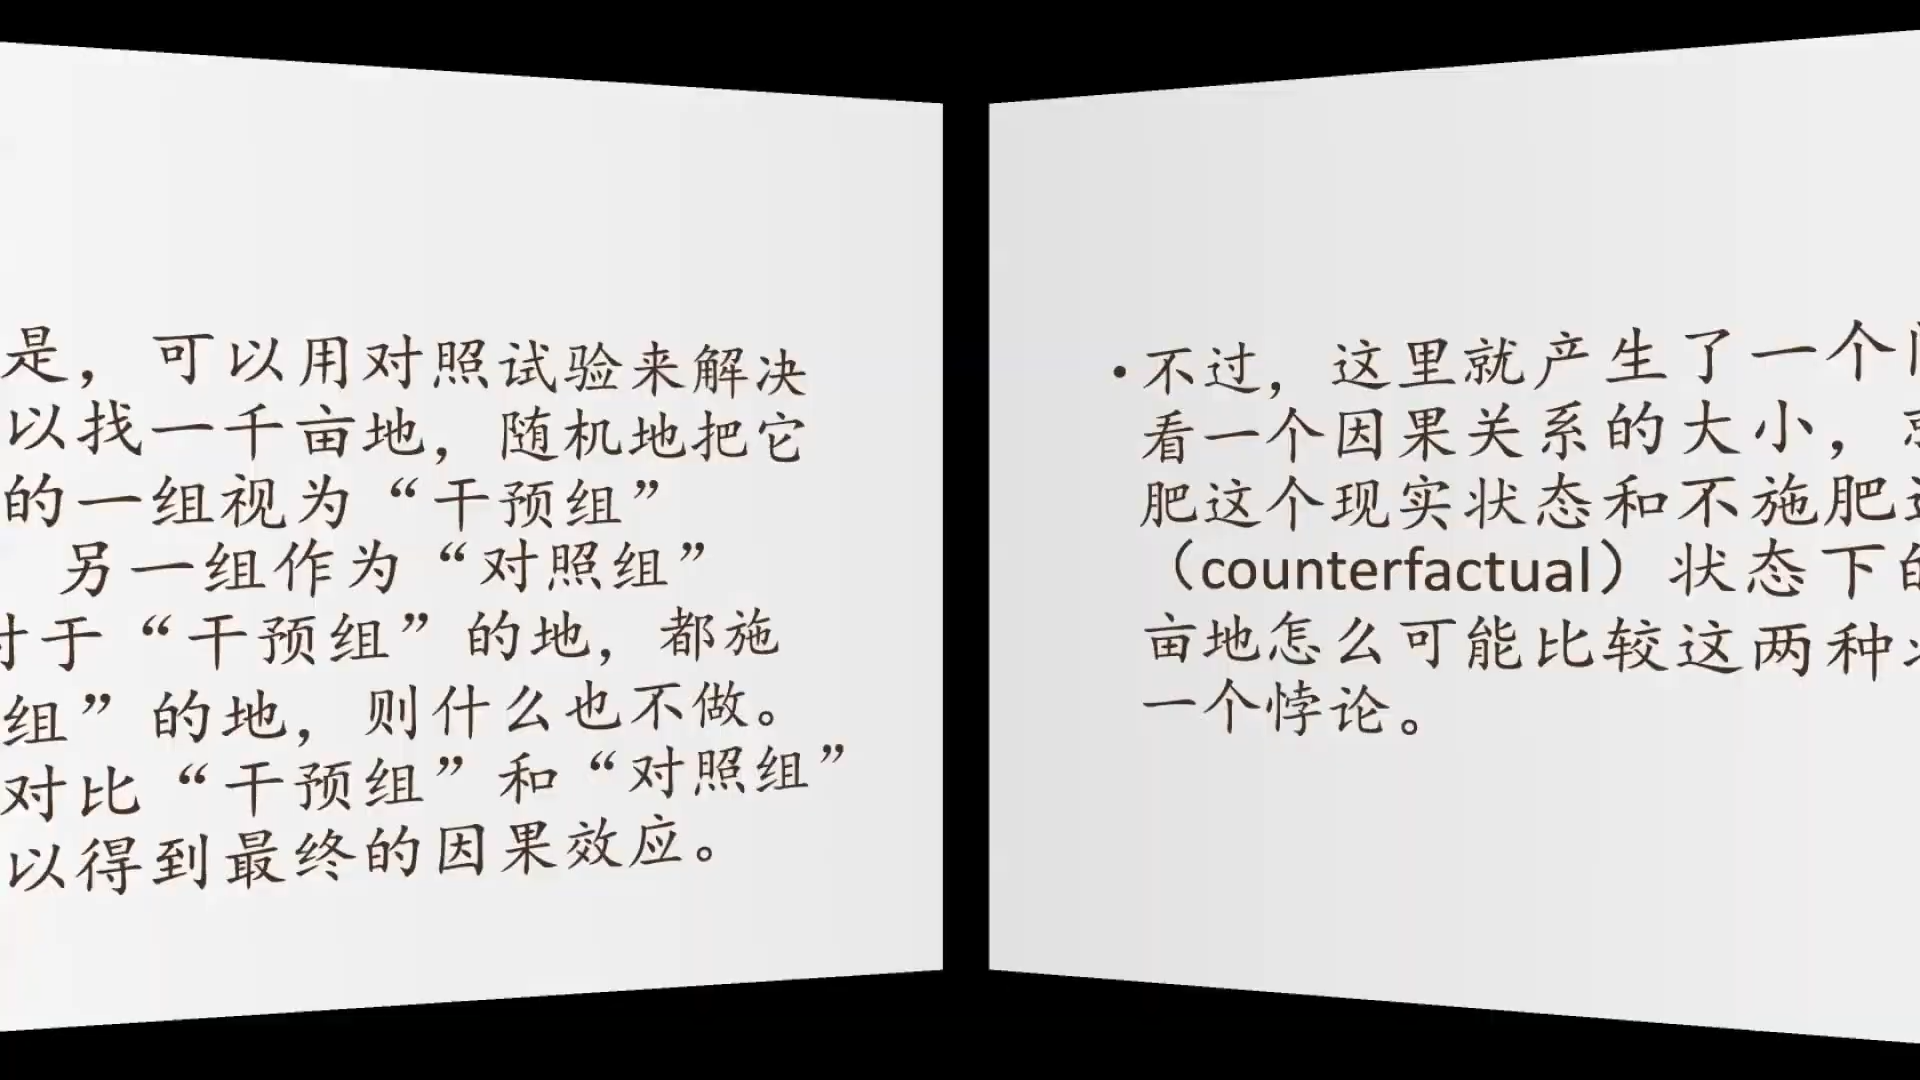 是，可以用对照试验来解决
以找一千亩地，随机地把它
的一组视为“干预组”
另一组作为“对照组”
对于“干预组”的地，都施
组”的地，则什么也不做。
对比“干预组”和“对照组”
以得到最终的因果效应。
•不过，这里就产生了一个
看一个因果关系的大小，
肥这个现实状态和不施肥这
（counterfactual）状态下的
亩地怎么可能比较这两种
一个悖论。